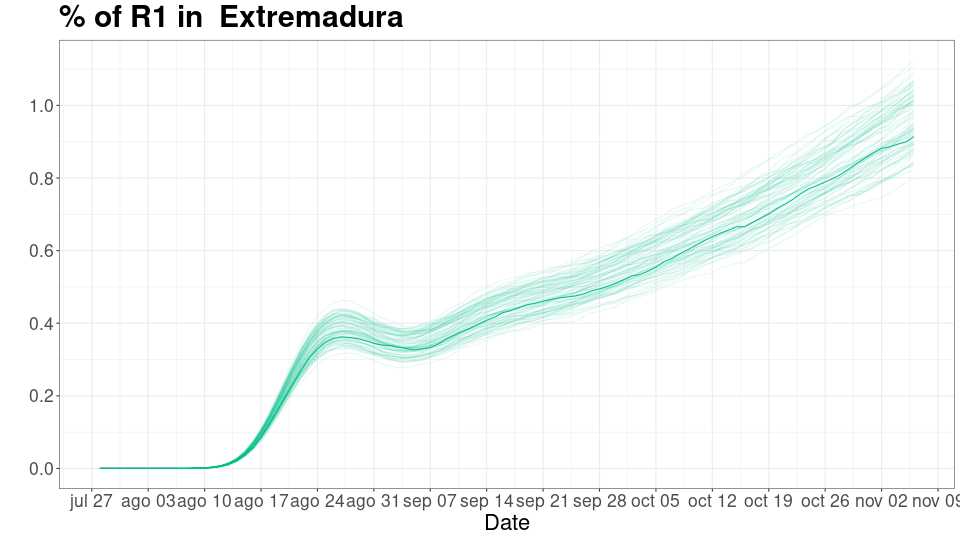 % of R1 in  Extremadura
1.0
0.8
0.6
0.4
0.2
0.0
jul 27 ago 03 ago 10 ago 17 ago 24 ago 31 sep 07 sep 14 sep 21 sep 28 oct 05 oct 12 oct 19 oct 26 nov 02 nov 09
Date